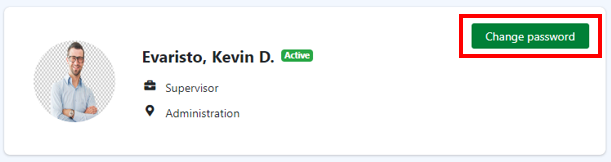 Change password
Evaristo, Kevin D. Active
Supervisor
Administration